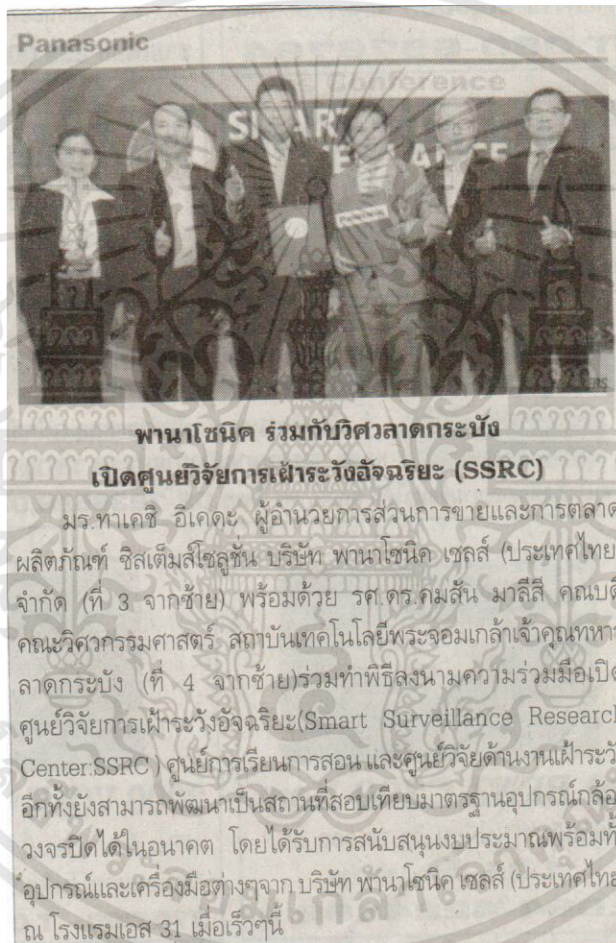 Panasonic
Conference
SMART
พานาโซนิค ร่วมกับวิศวลาดกระบัง
เปิดศูนย์วิจัยการเฝ้าระวังอัจฉริยะ (SSRC)
มร.ทาเคชิ อิเคดะ ผู้อำนวยการส่วนการขายและการตลาด
ผลิตภัณฑ์ ซิสเต็มส์โซลูชั่น บริษัท พานาโซนิค เซลส์ (ประเทศไทย
จำกัด (ที่ 3 จากซ้าย) พร้อมด้วย รศ.ดร.คมสัน มาลีสี คณบดี
คณะวิศวกรรมศาสตร์ สถาบันเทคโนโลยีพระจอมเกล้าเจ้าคุณทหาร
ลาดกระบัง (ที่ 4 จากซ้าย)ร่วมทำพิธีลงนามความร่วมมือเปิด
ศูนย์วิจัยการเฝ้าระวังอัจฉริยะ(Smart Surveillance Research
Center:SSRC ) ศูนย์การเรียนการสอน และศูนย์วิจัยด้านงานเฝ้าระวั
อีกทั้งยังสามารถพัฒนาเป็นสถานที่สอบเทียบมาตรฐานอุปกรณ์กล้อ
วงจรปิดได้ในอนาคต โดยได้รับการสนับสนุนงบประมาณพร้อมทั้
อุปกรณ์และเครื่องมือต่างๆจาก บริษัท พานาโซนิค เซลส์ (ประเทศไทย
ณ โรงแรมเอส 31 เมื่อเร็วๆนี้